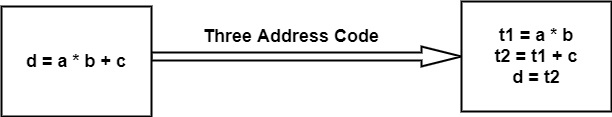 d = a * b + c
Three Address Code
t1 = a * b
t2 = t1 + c
d = t2